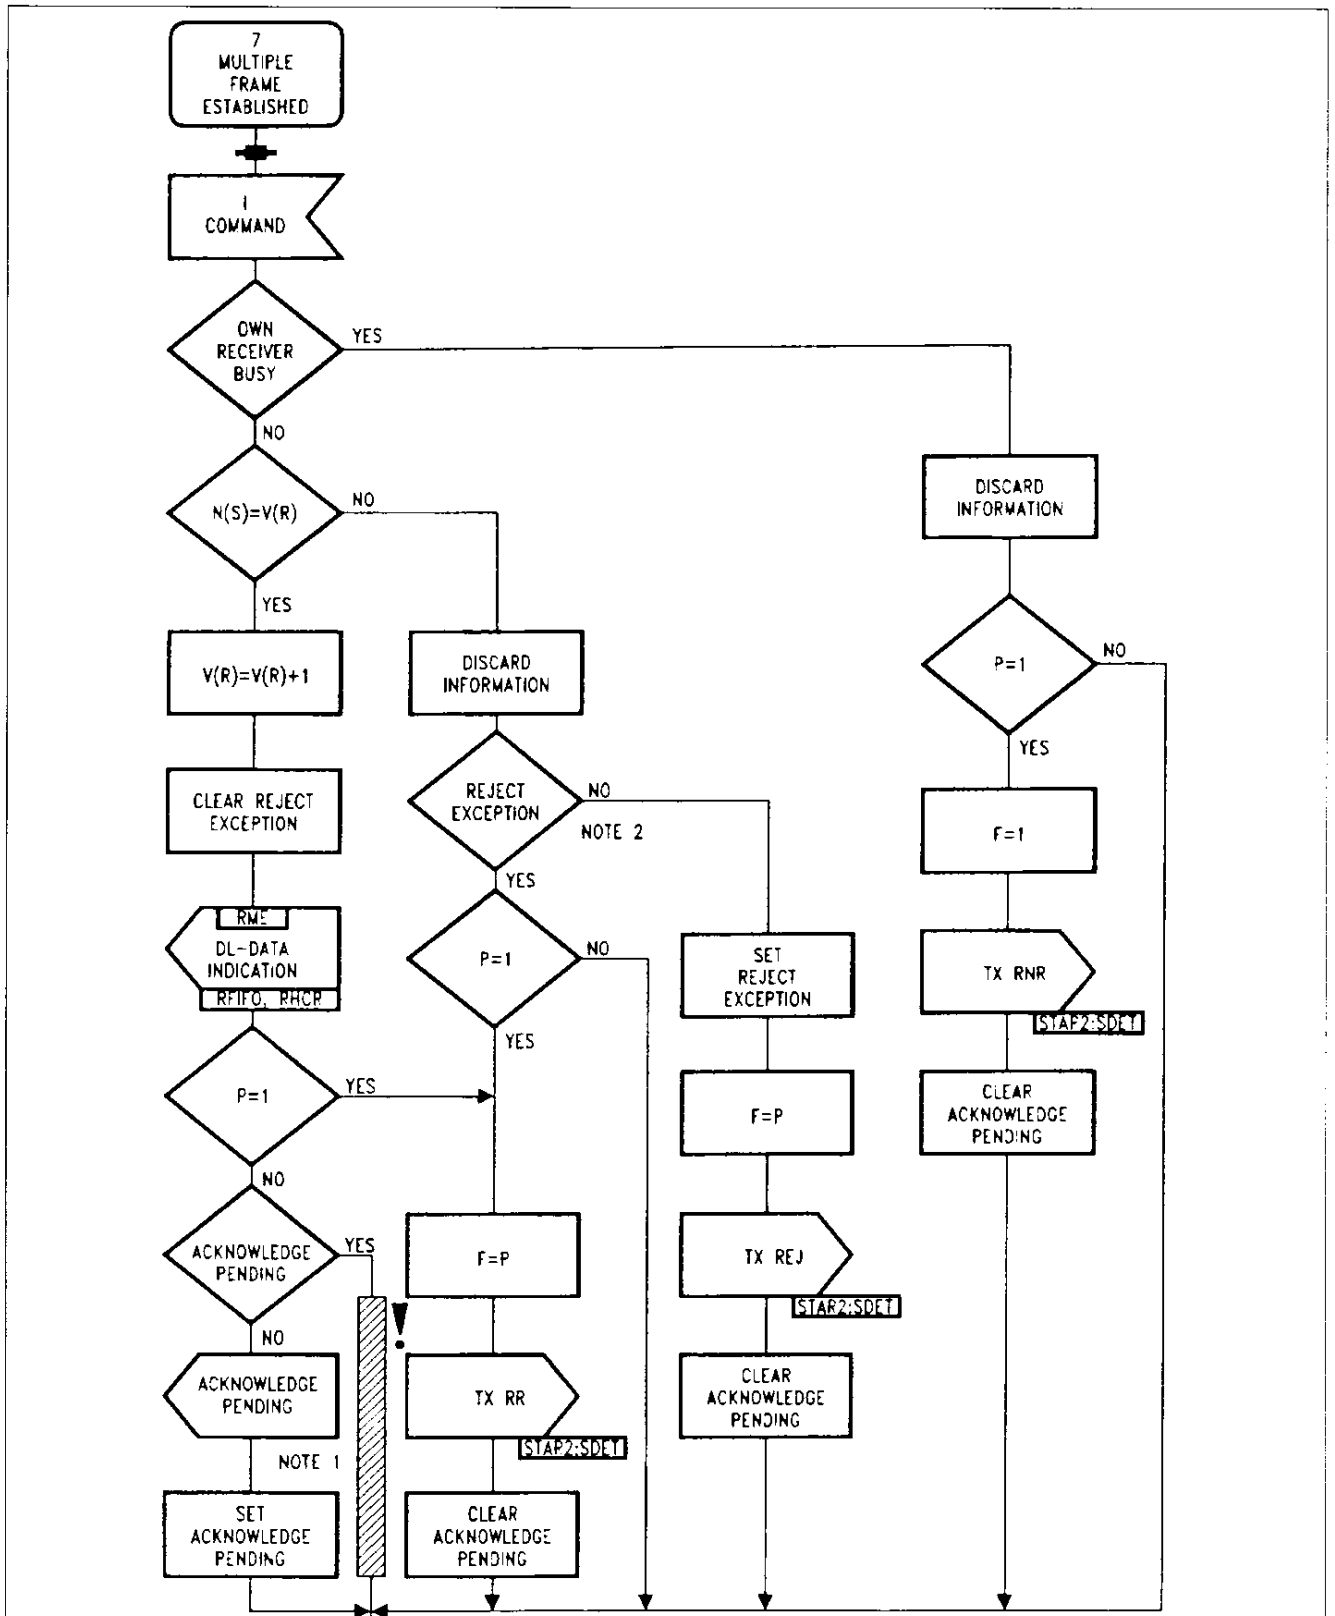 7
MULTIPLE
FRAME
ESTABLISHED
I
COMMAND
OWN
RECEIVER
BUSY
YES
NO
N(S)=V(R)
NO
YES
DISCARD
INFORMATION
V(R)=V(R)+1
DISCARD
INFORMATION
P=1
NO
YES
CLEAR REJECT
EXCEPTION
REJECT
EXCEPTION
NO
NOTE 2
YES
F=1
RME
DL-DATA
INDICATION
RFIFO, RHCR
P=1
NO
YES
SET
REJECT
EXCEPTION
TX RNR
STAR2:SDET
P=1
YES
NO
F=P
CLEAR
ACKNOWLEDGE
PENDING
ACKNOWLEDGE
PENDING
YES
NO
!
F=P
TX REJ
STAR2:SDET
ACKNOWLEDGE
PENDING
NOTE 1
TX RR
STAR2:SDET
CLEAR
ACKNOWLEDGE
PENDING
SET
ACKNOWLEDGE
PENDING
CLEAR
ACKNOWLEDGE
PENDING